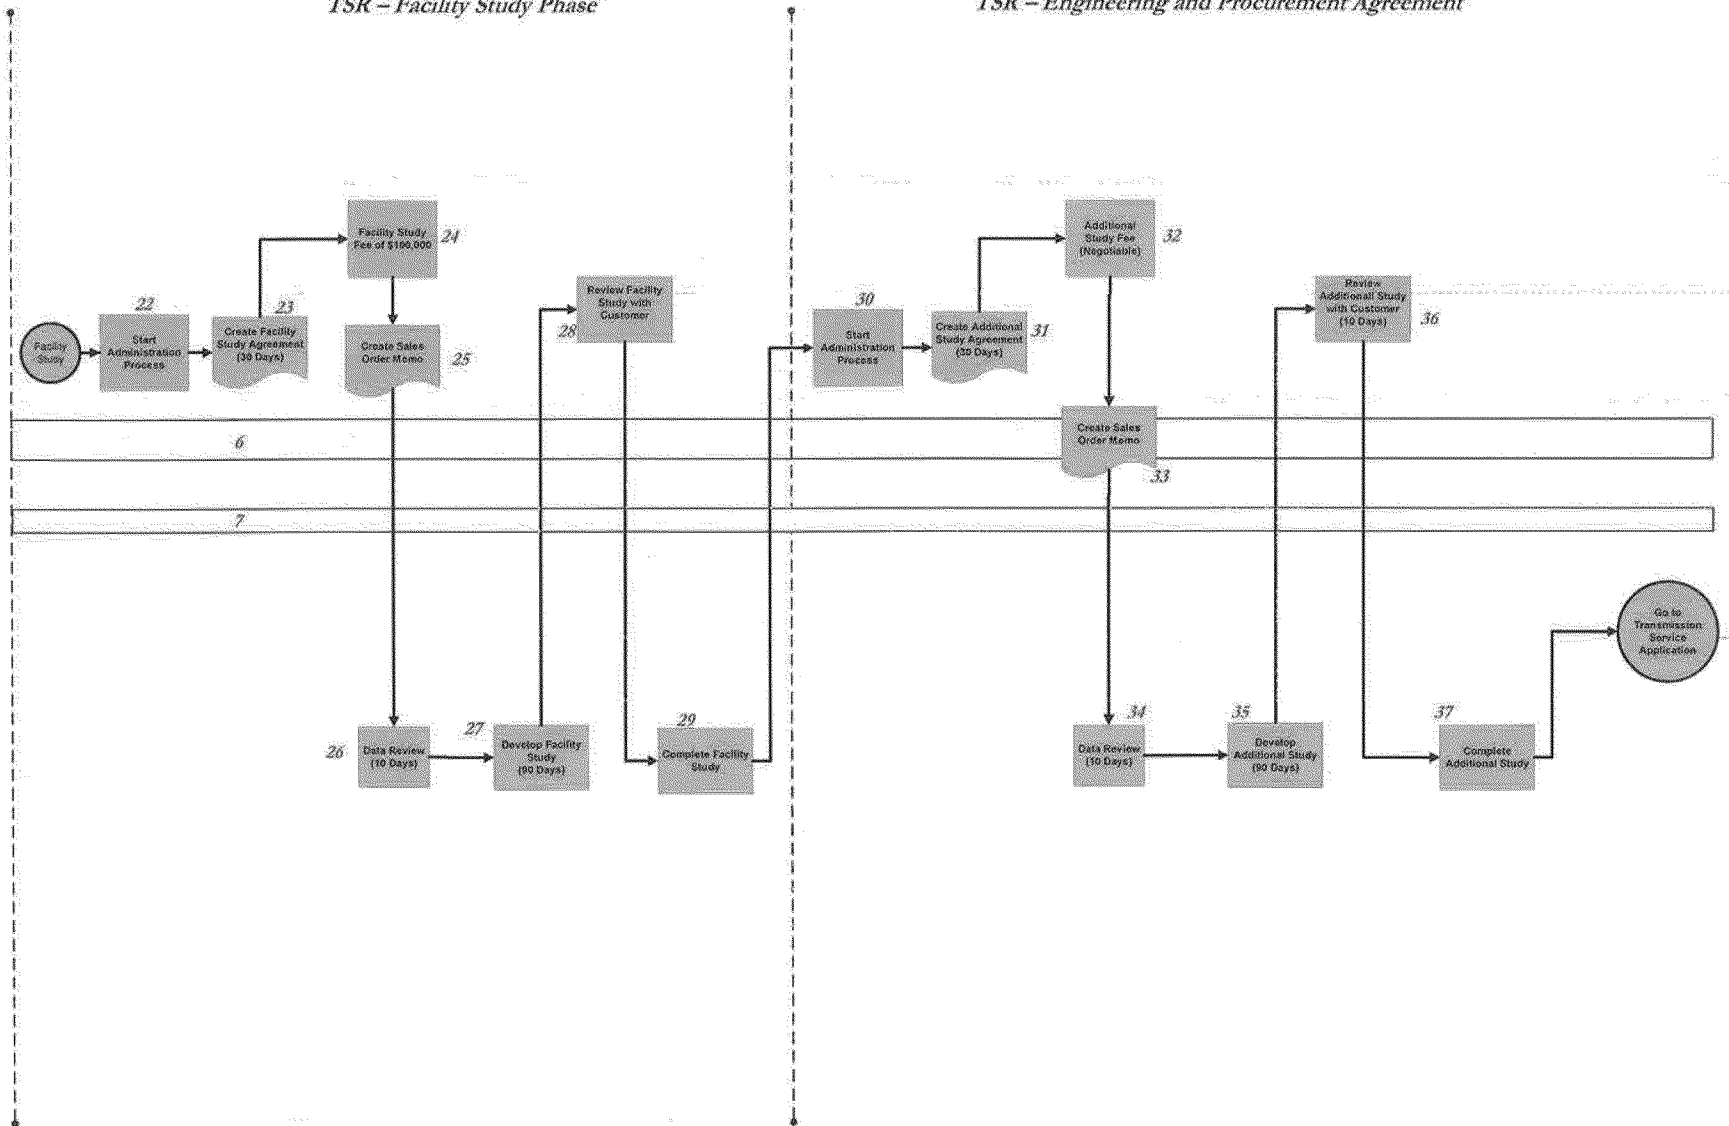 TSR – Facility Study Phase
TSR – Engineering and Procurement Agreement
Facility
Study
22
Start
Administration
Process
23
Create Facility
Study Agreement
(30 Days)
Facility Study
Fee of $100,000
24
Create Sales
Order Memo
25
Data Review
(10 Days)
26
27
Develop Facility
Study
(90 Days)
Review Facility
Study with
Customer
28
29
Complete Facility
Study
30
Start
Administration
Process
Create Additional
Study Agreement
(30 Days)
31
Additional
Study Fee
(Negotiable)
32
Create Sales
Order Memo
33
34
Data Review
(10 Days)
35
Develop
Additional Study
(90 Days)
Review
Additional Study
with Customer
(10 Days)
36
37
Complete
Additional Study
Go to
Transmission
Service
Application
6
7